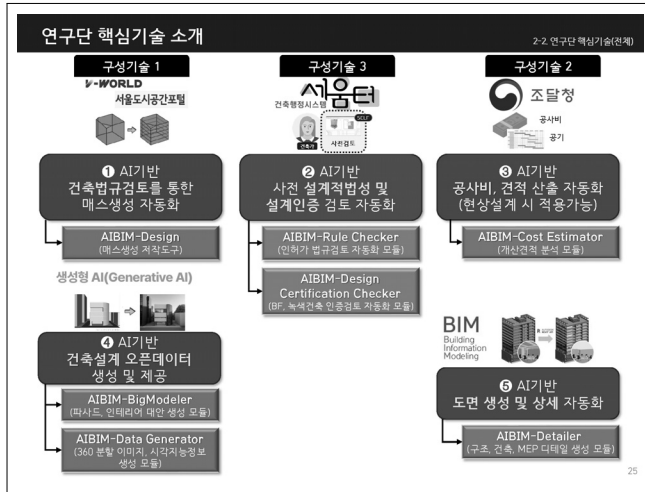 연구단 핵심기술 소개
2-2. 연구단 핵심기술(전체)
구성기술 1
V-WORLD
서울도시공간포털
❶ AI기반
건축법규검토를 통한
매스생성 자동화
AIBIM-Design
(매스생성 저작도구)
생성형 AI(Generative AI)
❹ AI기반
건축설계 오픈데이터
생성 및 제공
AIBIM-BigModeler
(파사드, 인테리어 대안 생성 모듈)
AIBIM-Data Generator
(360 분할 이미지, 시각지능정보
생성 모듈)
구성기술 3
세움터
건축행정시스템
SELF
건축가
사전검토
❷ AI기반
사전 설계적법성 및
설계인증 검토 자동화
AIBIM-Rule Checker
(인허가 법규검토 자동화 모듈)
AIBIM-Design
Certification Checker
(BF, 녹색건축 인증검토 자동화 모듈)
구성기술 2
조달청
공사비
공기
❸ AI기반
공사비, 견적 산출 자동화
(현상설계 시 적용가능)
AIBIM-Cost Estimator
(개산견적 분석 모듈)
BIM
Building
Information
Modeling
❺ AI기반
도면 생성 및 상세 자동화
AIBIM-Detailer
(구조, 건축, MEP 디테일 생성 모듈)
25